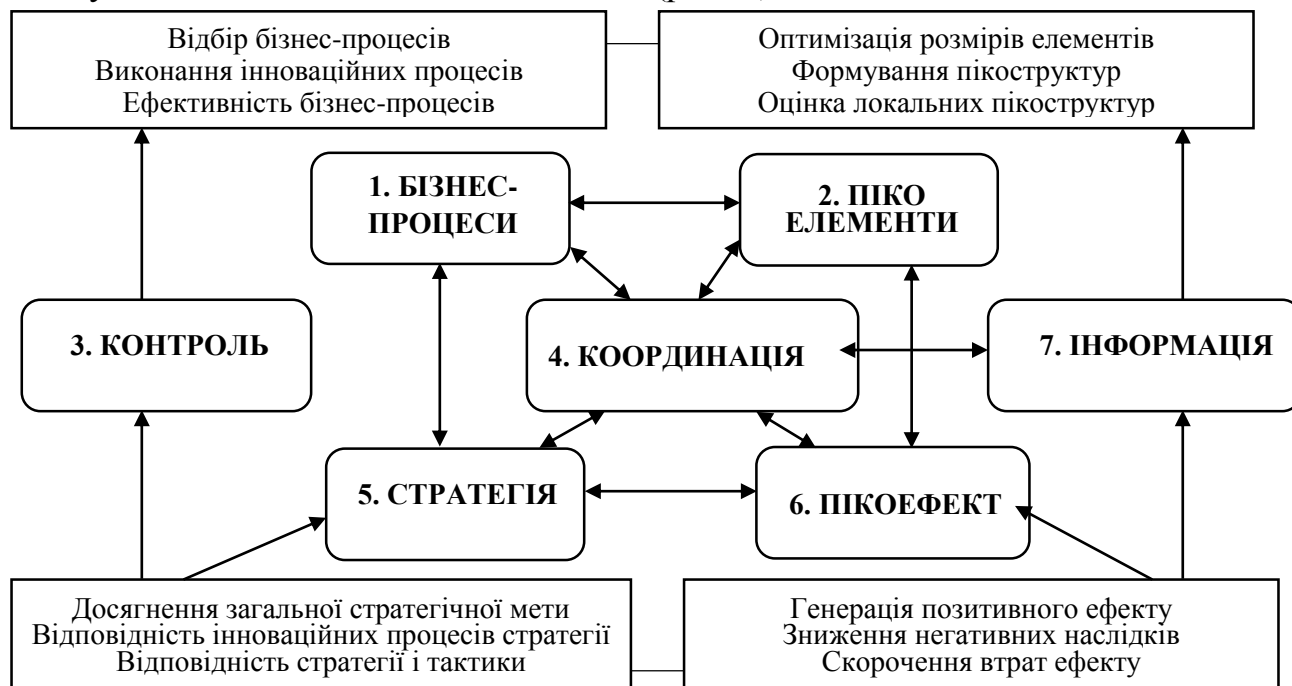 Відбір бізнес-процесів
Виконання інноваційних процесів
Ефективність бізнес-процесів
Оптимізація розмірів елементів
Формування пікоструктур
Оцінка локальних пікоструктур
1. БІЗНЕС-
ПРОЦЕСИ
2. ПІКО
ЕЛЕМЕНТИ
3. КОНТРОЛЬ
4. КООРДИНАЦІЯ
7. ІНФОРМАЦІЯ
5. СТРАТЕГІЯ
6. ПІКОЕФЕКТ
Досягнення загальної стратегічної мети
Відповідність інноваційних процесів стратегії
Відповідність стратегії і тактики
Генерація позитивного ефекту
Зниження негативних наслідків
Скорочення втрат ефекту